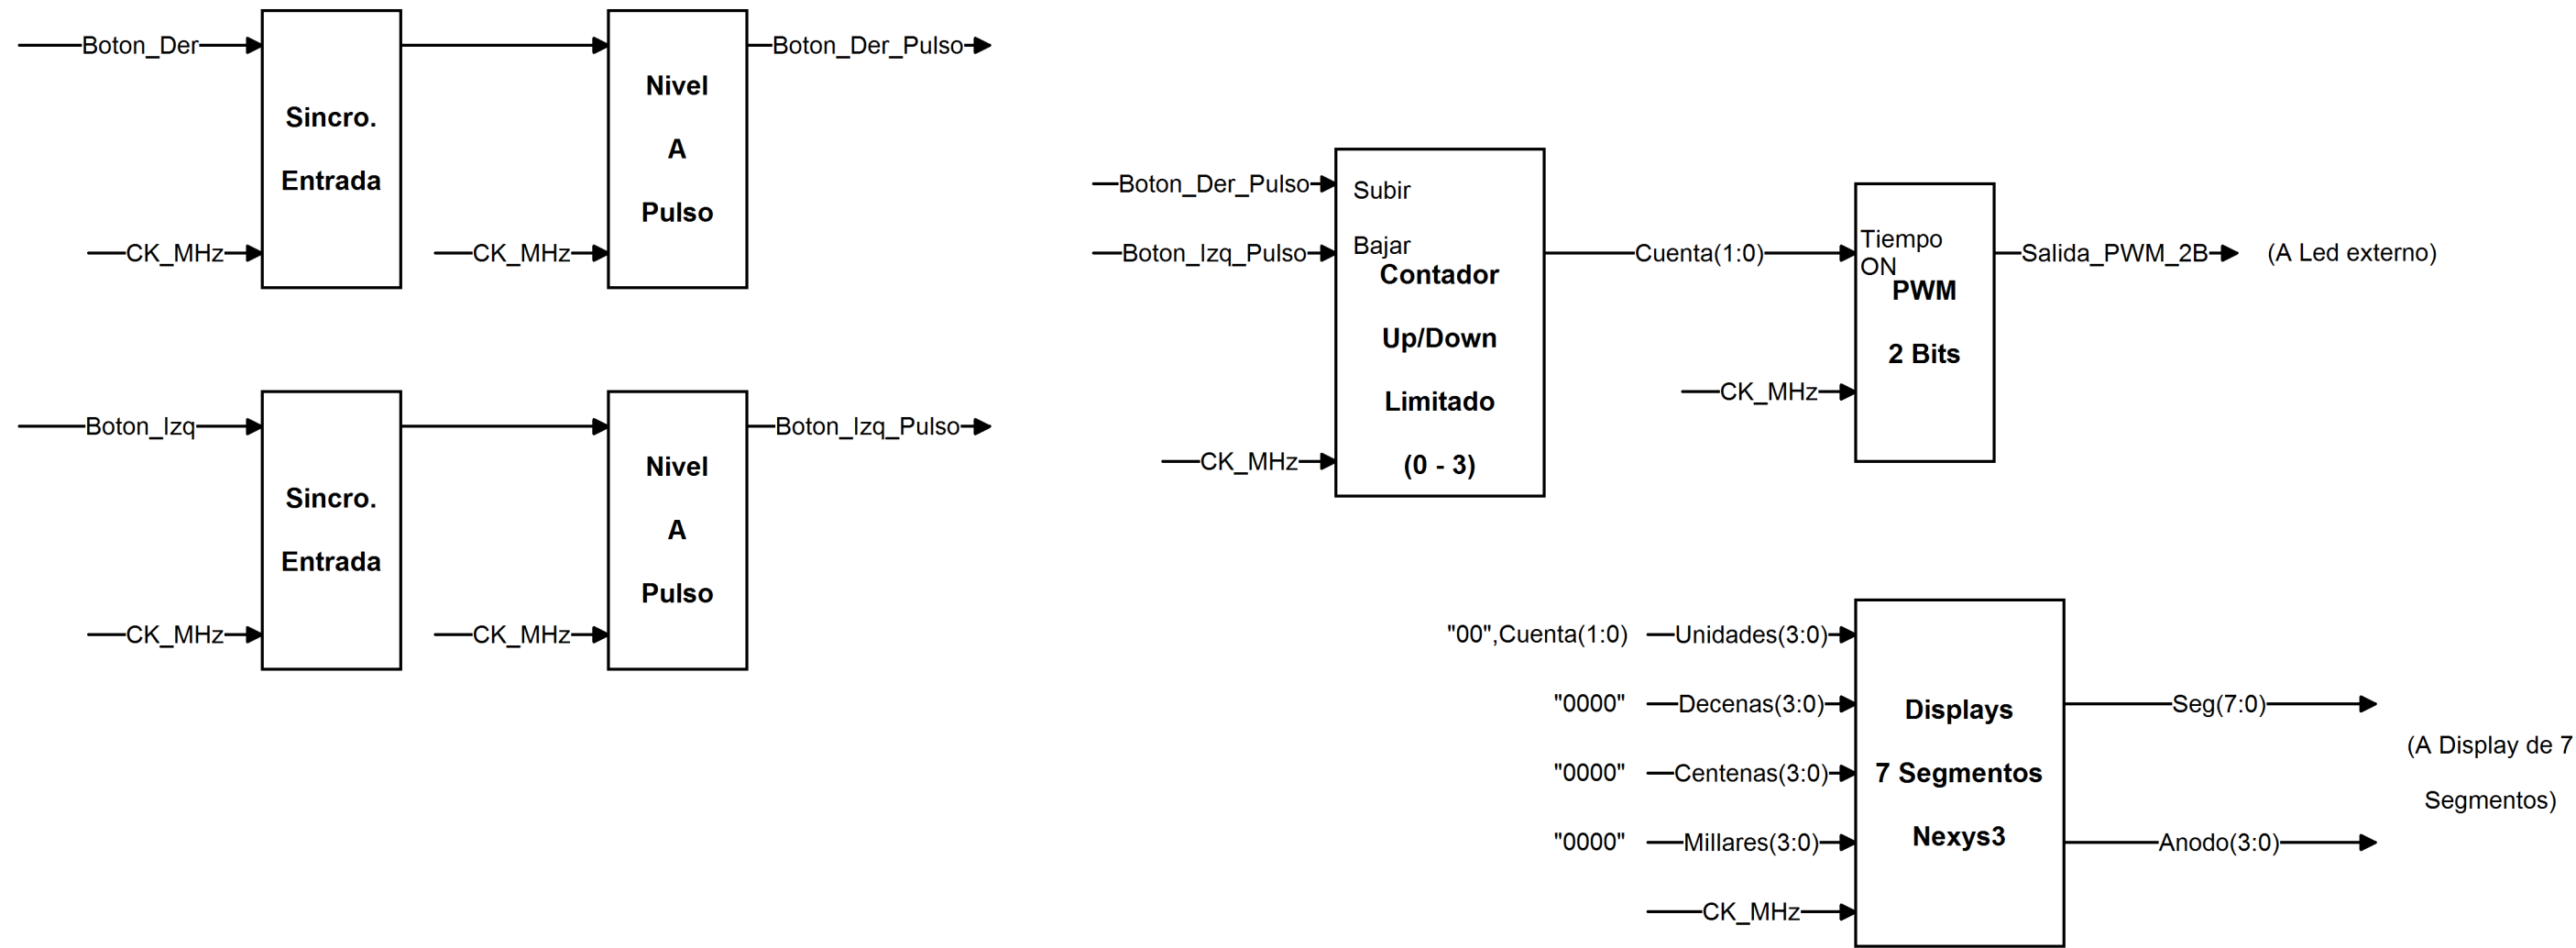 Boton_Der
Sincro.
Entrada
CK_MHz
Nivel
A
Pulso
CK_MHz
Boton_Der_Pulso
Boton_Izq
Sincro.
Entrada
CK_MHz
Nivel
A
Pulso
CK_MHz
Boton_Izq_Pulso
Boton_Der_Pulso
Boton_Izq_Pulso
CK_MHz
Subir
Bajar
Contador
Up/Down
Limitado
(0 - 3)
Cuenta(1:0)
CK_MHz
Tiempo
ON
PWM
2 Bits
Salida_PWM_2B
(A Led externo)
"00",Cuenta(1:0) Unidades(3:0)
"0000" Decenas(3:0)
"0000" Centenas(3:0)
"0000" Millares(3:0)
CK_MHz
Displays
7 Segmentos
Nexys3
Seg(7:0)
Anodo(3:0)
(A Display de 7
Segmentos)